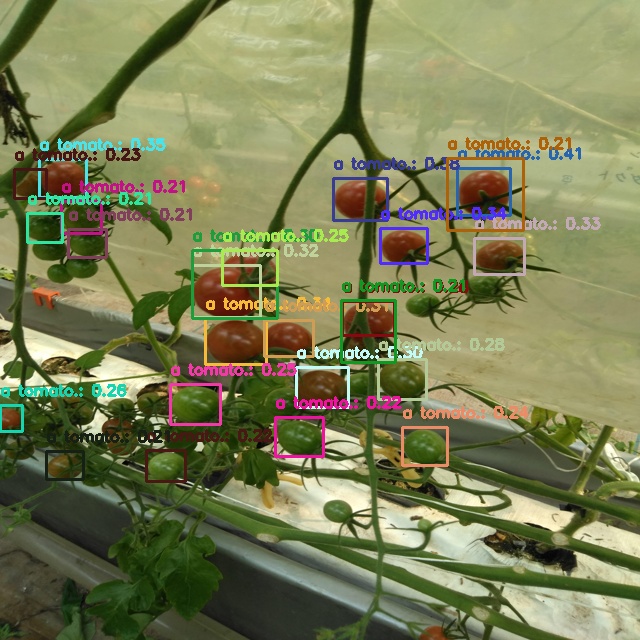 a tomato.: 0.35
a tomato.: 0.23
a tomato.: 0.21
a tomato.: 0.41
a tomato.: 0.21
a tomato.: 0.21
a tomato.: 0.21
a tomato.: 0.34
a tomato.: 0.33
a tomato.: 0.25
a tomato.: 0.32
a tomato.: 0.21
a tomato.: 0.31
a tomato.: 0.30
a tomato.: 0.28
a tomato.: 0.25
a tomato.: 0.26
a tomato.: 0.22
a tomato.: 0.24